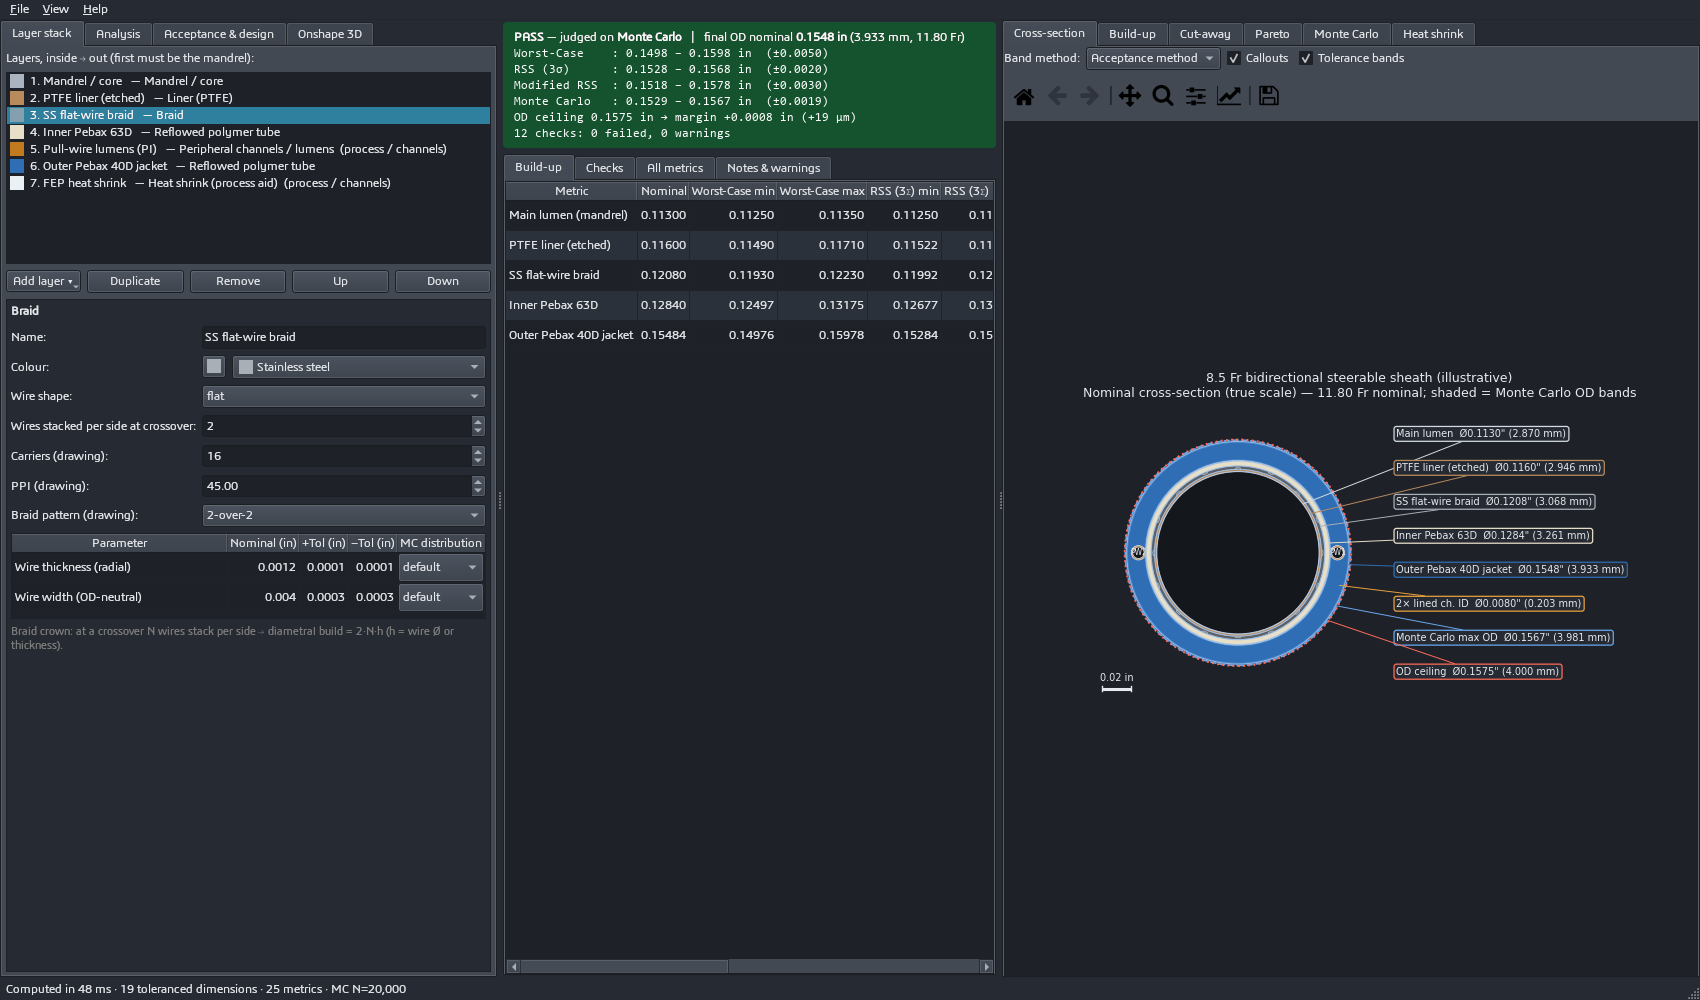 File View Help
Layer stack Analysis Acceptance & design Onshape 3D
Layers, inside → out (first must be the mandrel):
1. Mandrel / core — Mandrel / core
2. PTFE liner (etched) — Liner (PTFE)
3. SS flat-wire braid — Braid
4. Inner Pebax 63D — Reflowed polymer tube
5. Pull-wire lumens (PI) — Peripheral channels / lumens (process / channels)
6. Outer Pebax 40D jacket — Reflowed polymer tube
7. FEP heat shrink — Heat shrink (process aid) (process / channels)
Add layer Duplicate Remove Up Down
Braid
Name: SS flat-wire braid
Colour: Stainless steel
Wire shape: flat
Wires stacked per side at crossover: 2
Carriers (drawing): 16
PPI (drawing): 45.00
Braid pattern (drawing): 2-over-2
Parameter Nominal (in) +Tol (in) −Tol (in) MC distribution
Wire thickness (radial) 0.0012 0.0001 0.0001 default
Wire width (OD-neutral) 0.004 0.0003 0.0003 default
Braid crown: at a crossover N wires stack per side → diametral build = 2·N·h (h = wire Ø or
thickness).
PASS — judged on Monte Carlo | final OD nominal 0.1548 in (3.933 mm, 11.80 Fr)
Worst-Case : 0.1498 – 0.1598 in (±0.0050)
RSS (3σ) : 0.1528 – 0.1568 in (±0.0020)
Modified RSS : 0.1518 – 0.1578 in (±0.0030)
Monte Carlo : 0.1529 – 0.1567 in (±0.0019)
OD ceiling 0.1575 in → margin +0.0008 in (+19 µm)
12 checks: 0 failed, 0 warnings
Build-up Checks All metrics Notes & warnings
Metric Nominal Worst-Case min Worst-Case max RSS (3σ) min RSS (3σ)
Main lumen (mandrel) 0.11300 0.11250 0.11350 0.11250 0.11
PTFE liner (etched) 0.11600 0.11490 0.11710 0.11522 0.11
SS flat-wire braid 0.12080 0.11930 0.12230 0.11992 0.12
Inner Pebax 63D 0.12840 0.12497 0.13175 0.12677 0.13
Outer Pebax 40D jacket 0.15484 0.14976 0.15978 0.15284 0.15
Cross-section Build-up Cut-away Pareto Monte Carlo Heat shrink
Band method: Acceptance method Callouts Tolerance bands
8.5 Fr bidirectional steerable sheath (illustrative)
Nominal cross-section (true scale) — 11.80 Fr nominal; shaded = Monte Carlo OD bands
Main lumen Ø0.1130" (2.870 mm)
PTFE liner (etched) Ø0.1160" (2.946 mm)
SS flat-wire braid Ø0.1208" (3.068 mm)
Inner Pebax 63D Ø0.1284" (3.261 mm)
Outer Pebax 40D jacket Ø0.1548" (3.933 mm)
2× lined ch. ID Ø0.0080" (0.203 mm)
Monte Carlo max OD Ø0.1567" (3.981 mm)
OD ceiling Ø0.1575" (4.000 mm)
0.02 in
Computed in 48 ms · 19 toleranced dimensions · 25 metrics · MC N=20,000